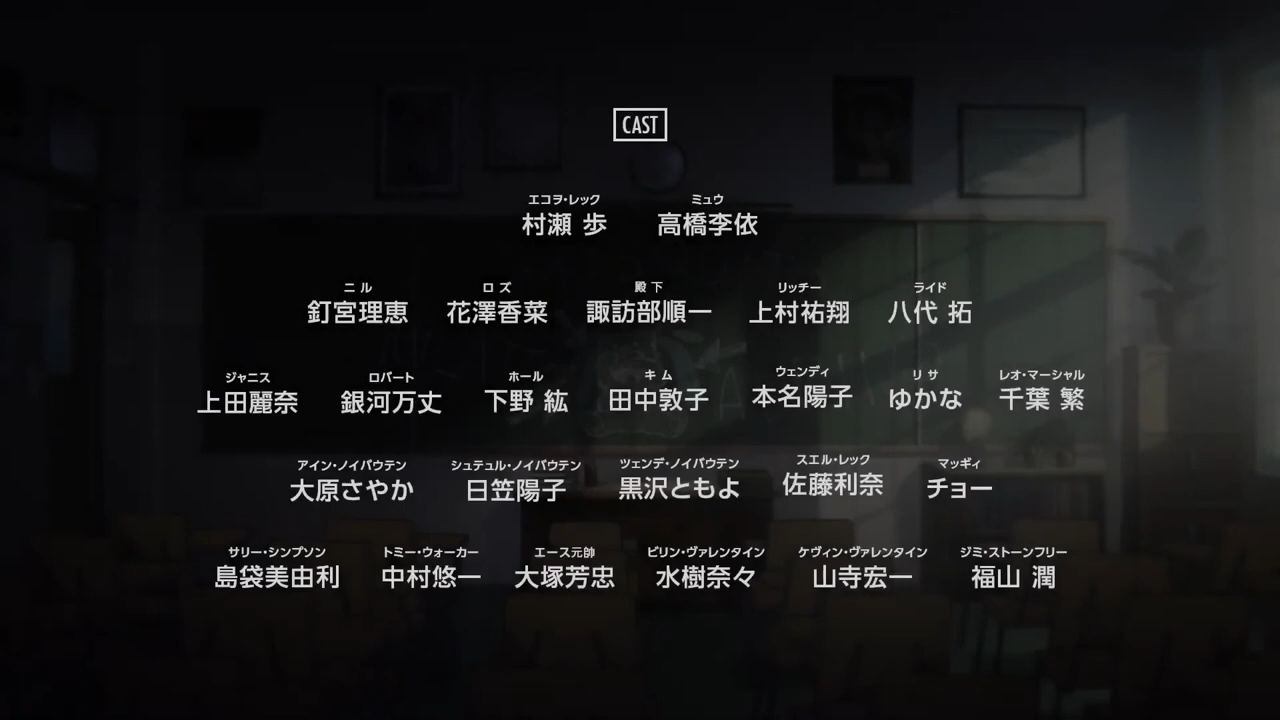 CAST
エコヲ・レック ミュウ
村瀬 歩 高橋李依
ニル ロズ 殿下 リッチー ライド
釘宮理恵 花澤香菜 諏訪部順一 上村祐翔 八代 拓
ジャニス ロバート ホール キム ウェンディ リサ レオ・マーシャル
上田麗奈 銀河万丈 下野 紘 田中敦子 本名陽子 ゆかな 千葉 繁
アイン・ノイバウテン シュテュル・ノイバウテン ツェンデ・ノイバウテン スエル・レック マッギィ
大原さやか 日笠陽子 黒沢ともよ 佐藤利奈 チョー
サリー・シンプソン トミー・ウォーカー エース元帥 ビリン・ヴァレンタイン ケヴィン・ヴァレンタイン ジミ・ストーンフリー
島袋美由利 中村悠一 大塚芳忠 水樹奈々 山寺宏一 福山 潤